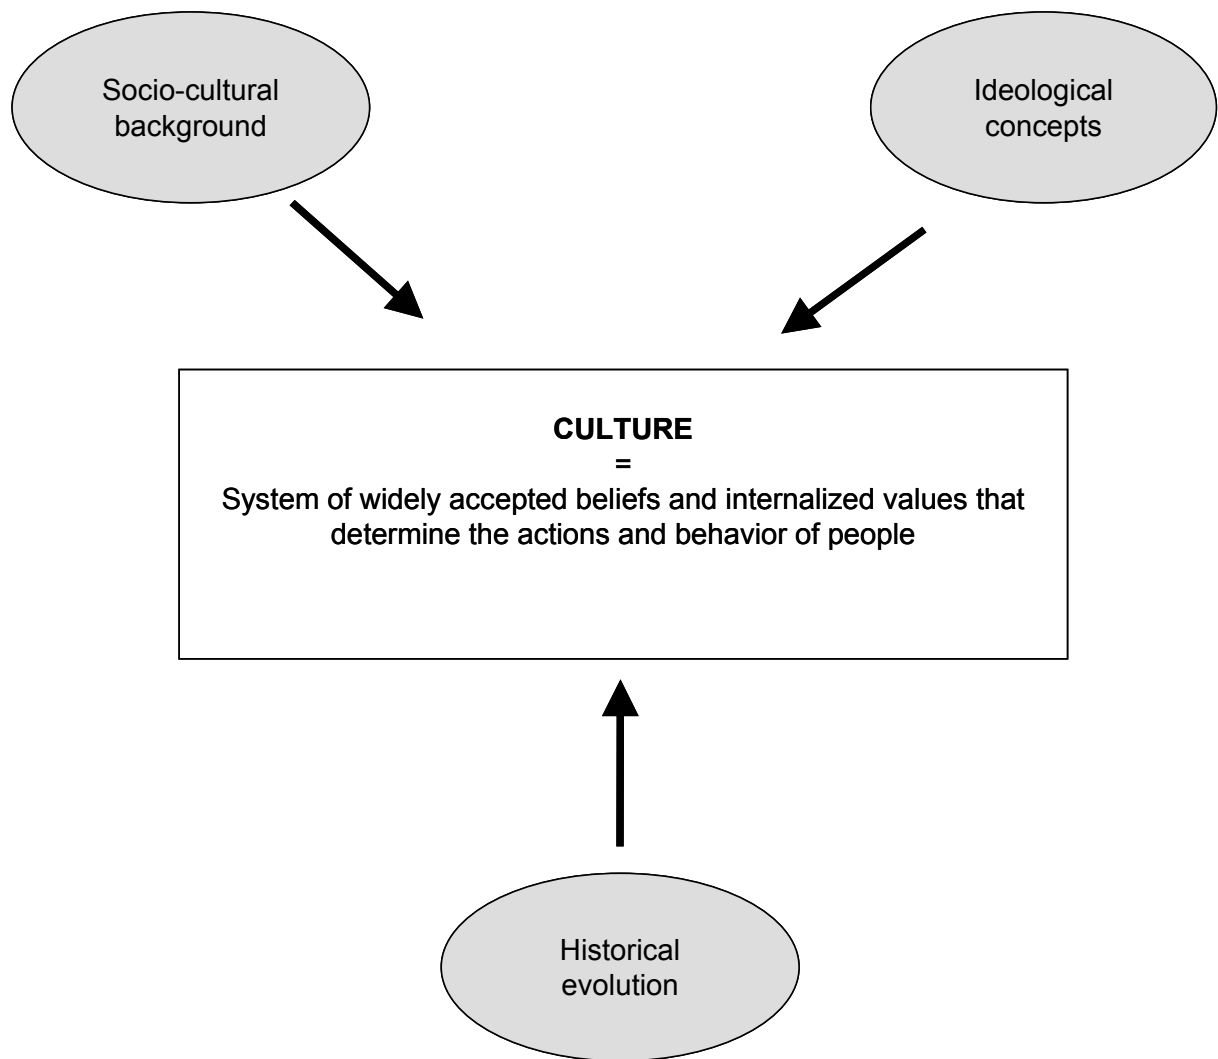 Socio-cultural
background
Ideological
concepts
CULTURE
=
System of widely accepted beliefs and internalized values that
determine the actions and behavior of people
Historical
evolution